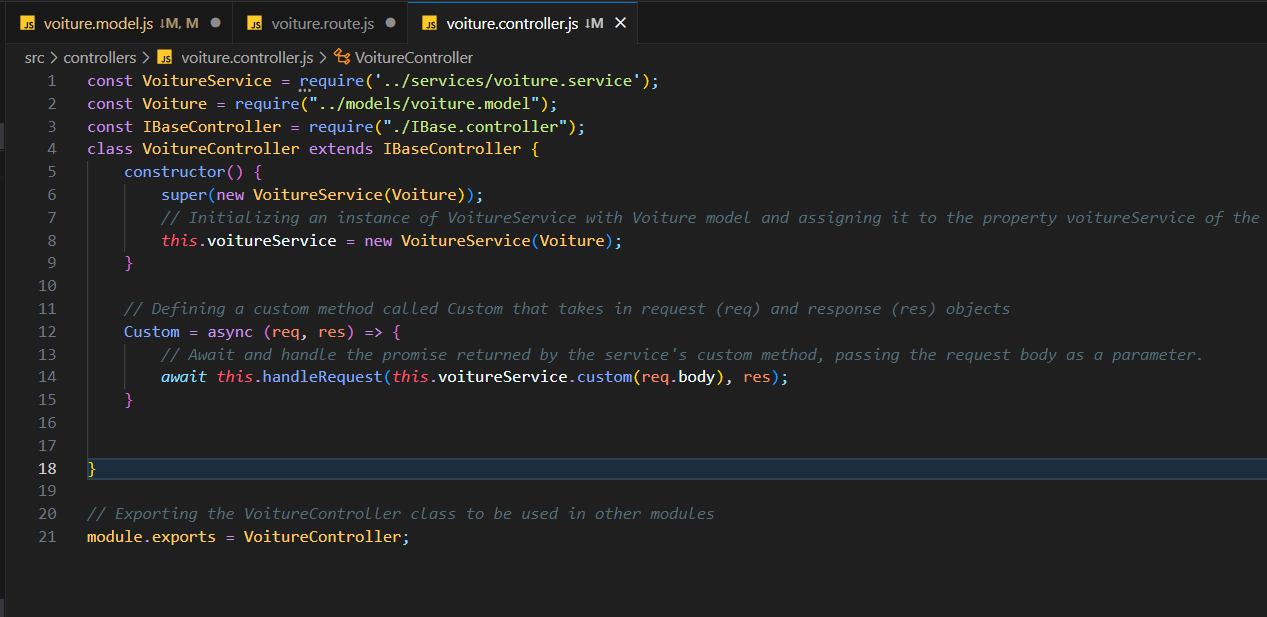 JS voiture.model.js ↓M, M ●
JS voiture.route.js ●
JS voiture.controller.js ↓M ✕
src > controllers > JS voiture.controller.js > VoitureController
1 const VoitureService = require('../services/voiture.service');
2 const Voiture = require("../models/voiture.model");
3 const IBaseController = require("./IBase.controller");
4 class VoitureController extends IBaseController {
5     constructor() {
6         super(new VoitureService(Voiture));
7         // Initializing an instance of VoitureService with Voiture model and assigning it to the property voitureService of the
8         this.voitureService = new VoitureService(Voiture);
9     }
10
11     // Defining a custom method called Custom that takes in request (req) and response (res) objects
12     Custom = async (req, res) => {
13         // Await and handle the promise returned by the service's custom method, passing the request body as a parameter.
14         await this.handleRequest(this.voitureService.custom(req.body), res);
15     }
16
17
18 }
19
20 // Exporting the VoitureController class to be used in other modules
21 module.exports = VoitureController;